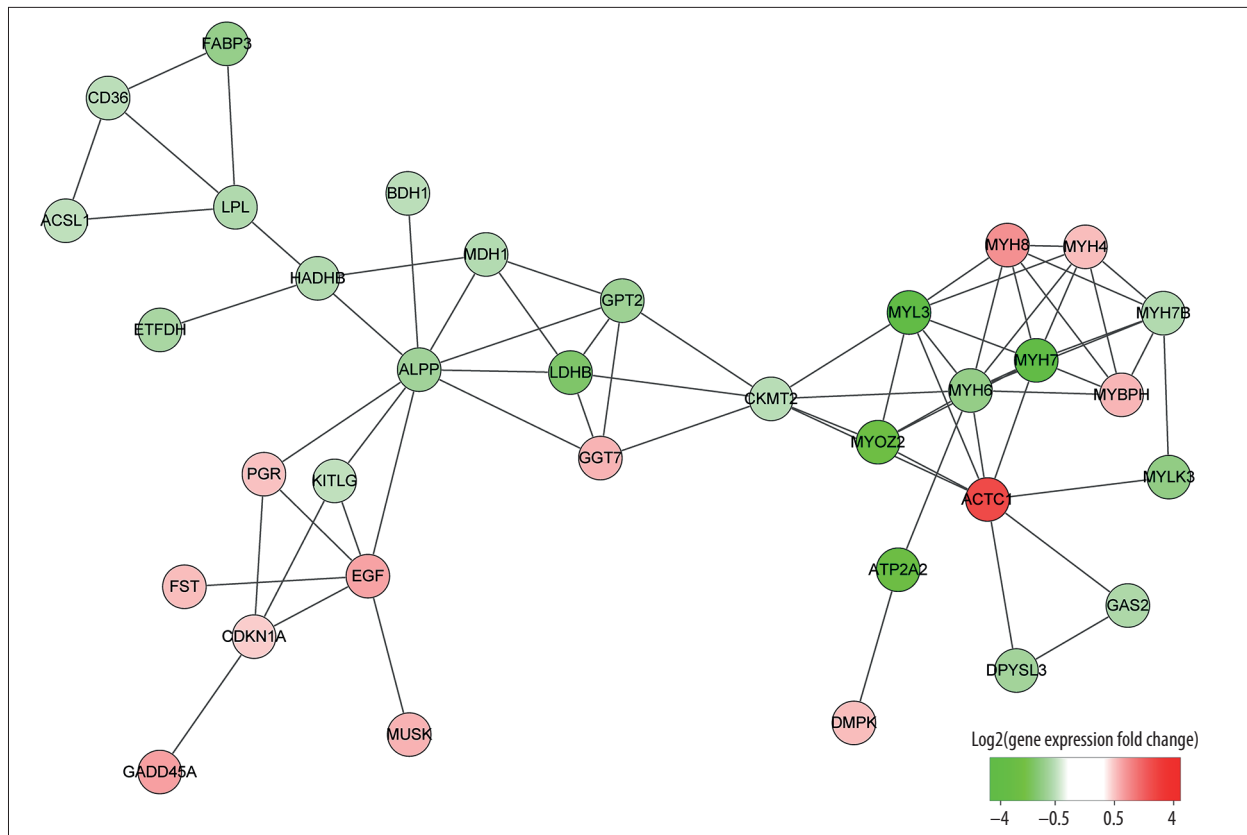 FABP3
CD36
ACSL1
LPL
BDH1
HADHB
MDH1
ETFDH
GPT2
ALPP
LDHB
CKMT2
GGT7
PGR
KITLG
FST
EGF
CDKN1A
MUSK
GADD45A
MYH8
MYH4
MYL3
MYH7B
MYH7
MYH6
MYBPH
MYOZ2
MYLK3
ACTC1
ATP2A2
GAS2
DPYSL3
DMPK
Log2(gene expression fold change)
−4 −0.5 0.5 4